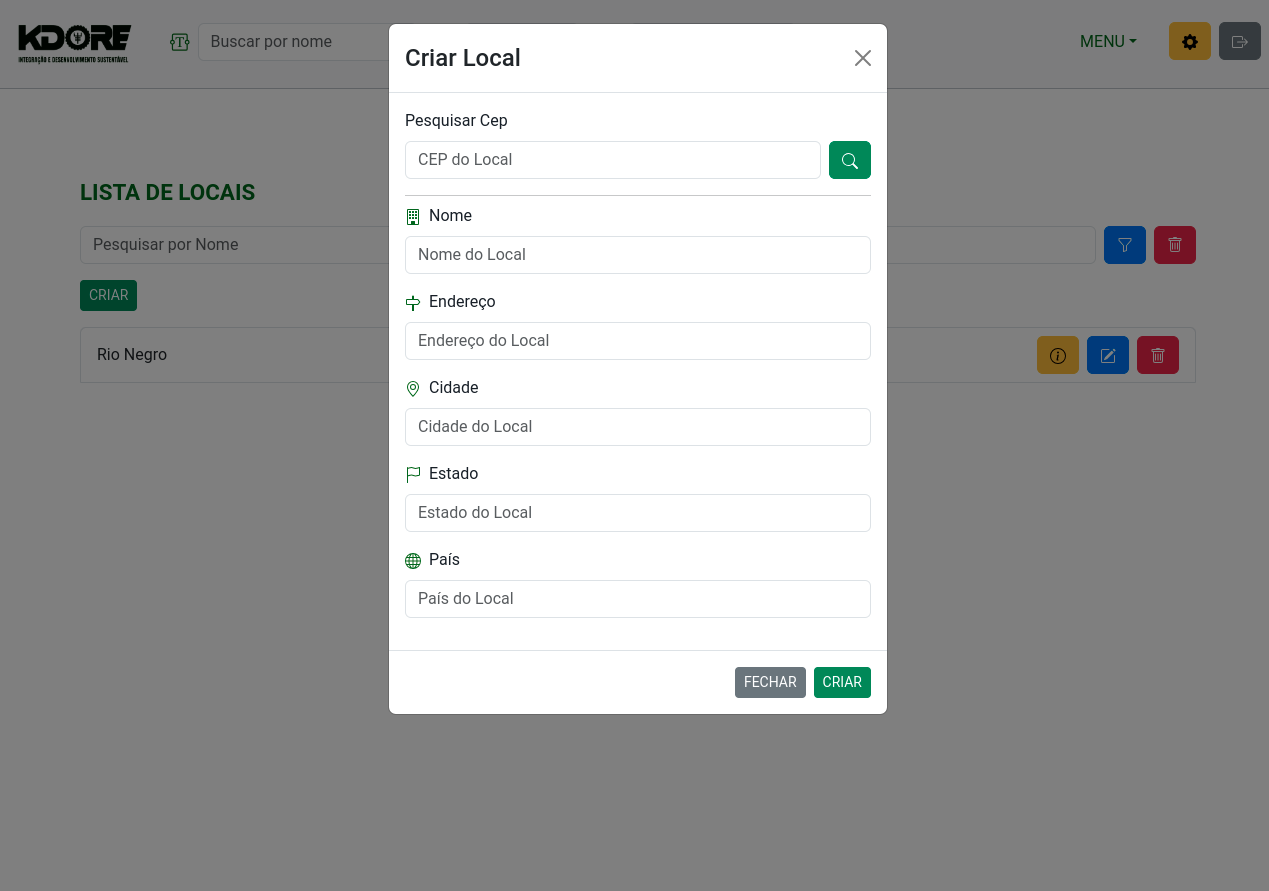 KDORE
INTEGRAÇÃO E DESENVOLVIMENTO SUSTENTÁVEL
Buscar por nome
MENU
LISTA DE LOCAIS
Pesquisar por Nome
CRIAR
Rio Negro
Criar Local
Pesquisar Cep
CEP do Local
Nome
Nome do Local
Endereço
Endereço do Local
Cidade
Cidade do Local
Estado
Estado do Local
País
País do Local
FECHAR CRIAR